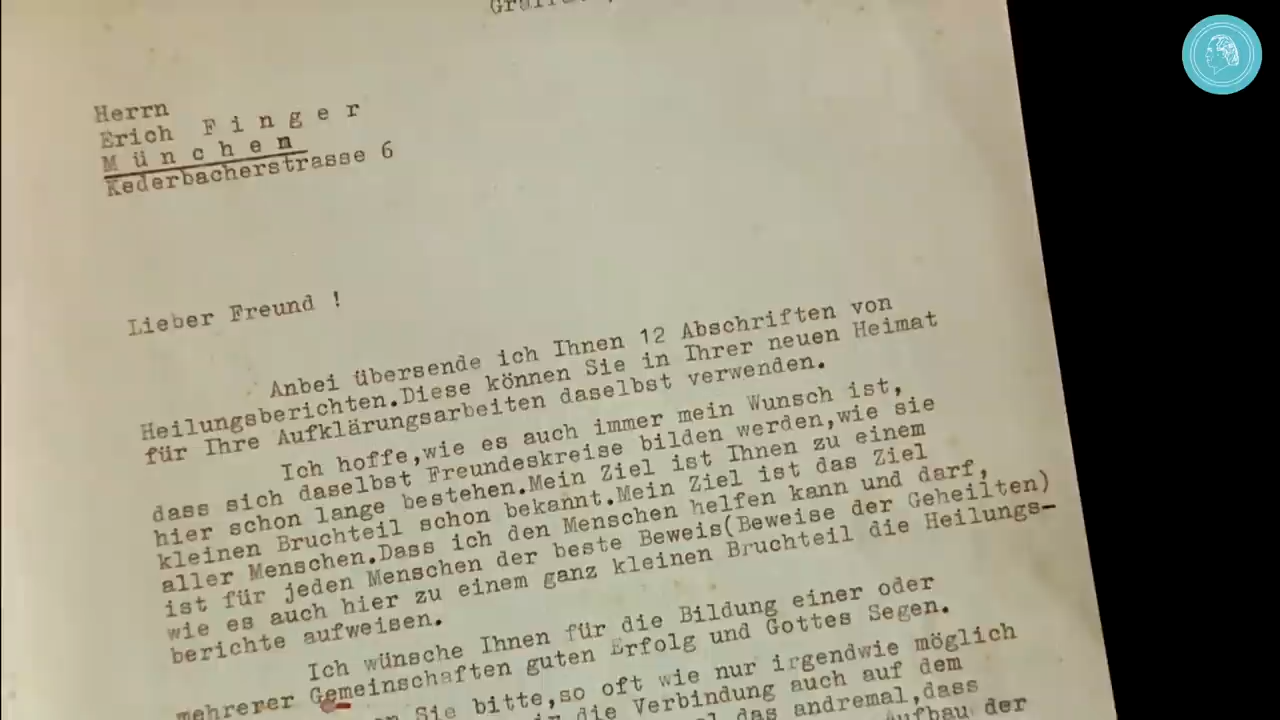 Herrn
Erich F i n g e r
M ü n c h e n
Kederbacherstrasse 6
Lieber Freund !
Anbei übersende ich Ihnen 12 Abschriften von
Heilungsberichten.Diese können Sie in Ihrer neuen Heimat
für Ihre Aufklärungsarbeiten daselbst verwenden.
Ich hoffe,wie es auch immer mein Wunsch ist,
dass sich daselbst Freundeskreise bilden werden,wie sie
hier schon lange bestehen.Mein Ziel ist Ihnen zu einem
kleinen Bruchteil schon bekannt.Mein Ziel ist das Ziel
aller Menschen.Dass ich den Menschen helfen kann und darf,
ist für jeden Menschen der beste Beweis(Beweise der Geheilten)
wie es auch hier zu einem ganz kleinen Bruchteil die Heilungs-
berichte aufweisen.
Ich wünsche Ihnen für die Bildung einer oder
mehrerer Gemeinschaften guten Erfolg und Gottes Segen.
Sie bitte,so oft wie nur irgendwie möglich
die Verbindung auch auf dem
das andremal,dass
der